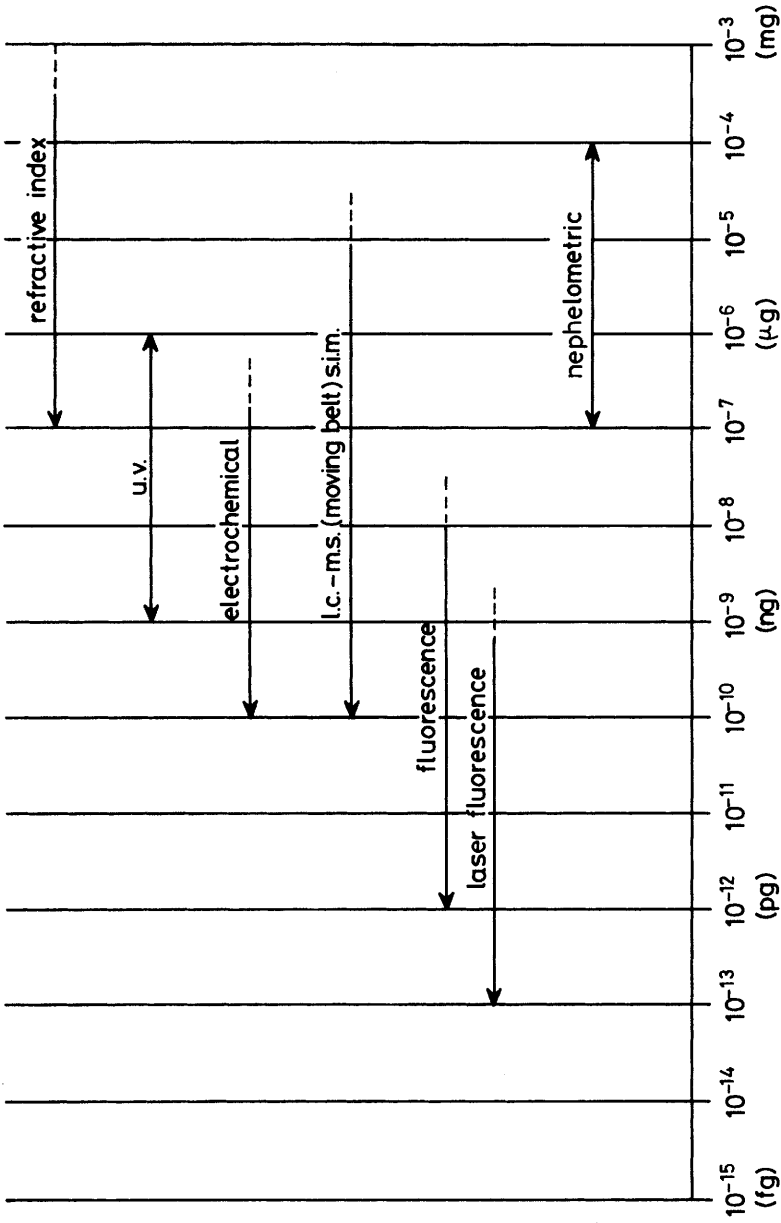 refractive index
u.v.
electrochemical
l.c.–m.s. (moving belt) s.i.m.
fluorescence
laser fluorescence
nephelometric
10⁻¹⁵ 10⁻¹⁴ 10⁻¹³ 10⁻¹² 10⁻¹¹ 10⁻¹⁰ 10⁻⁹ 10⁻⁸ 10⁻⁷ 10⁻⁶ 10⁻⁵ 10⁻⁴ 10⁻³
(fg) (pg) (ng) (μg) (mg)